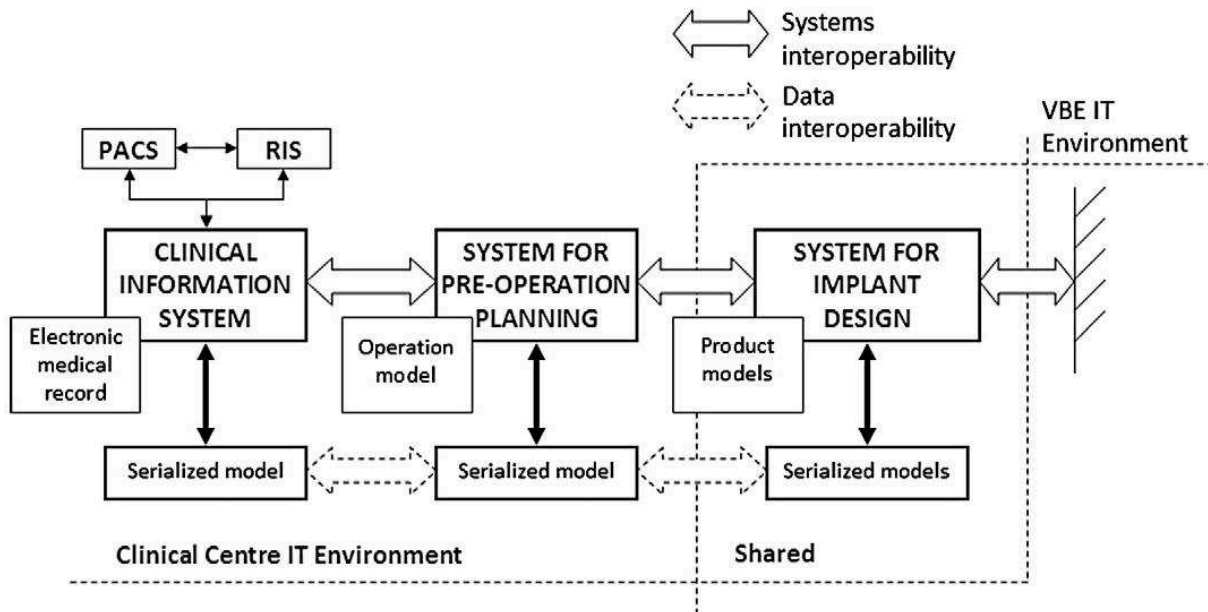 Systems
interoperability
Data
interoperability
VBE IT
Environment
PACS
RIS
CLINICAL
INFORMATION
SYSTEM
SYSTEM FOR
PRE-OPERATION
PLANNING
SYSTEM FOR
IMPLANT
DESIGN
Electronic
medical
record
Operation
model
Product
models
Serialized model
Serialized model
Serialized models
Clinical Centre IT Environment
Shared